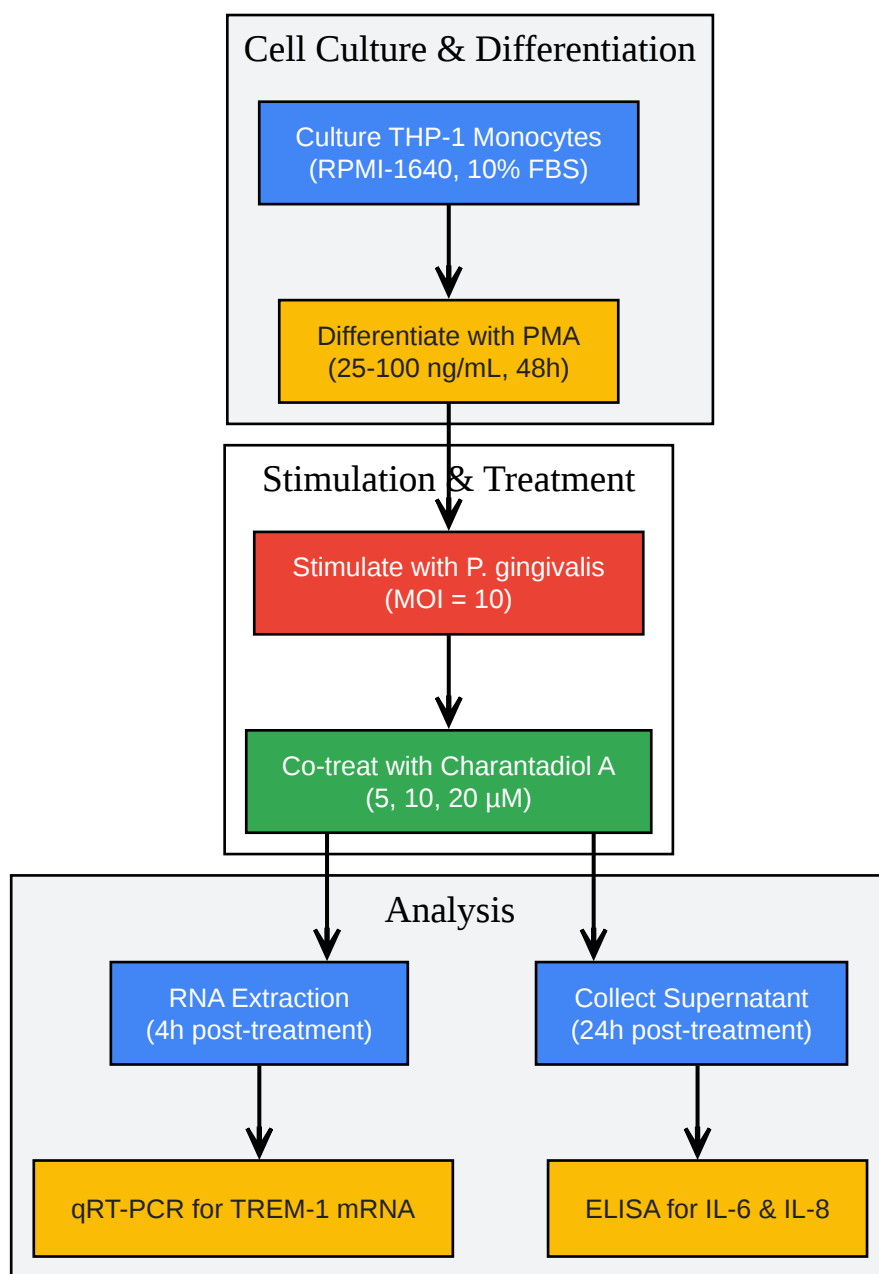 Cell Culture & Differentiation
Culture THP-1 Monocytes
(RPMI-1640, 10% FBS)
Differentiate with PMA
(25-100 ng/mL, 48h)
Stimulation & Treatment
Stimulate with P. gingivalis
(MOI = 10)
Co-treat with Charantadiol A
(5, 10, 20 µM)
Analysis
RNA Extraction
(4h post-treatment)
Collect Supernatant
(24h post-treatment)
qRT-PCR for TREM-1 mRNA
ELISA for IL-6 & IL-8